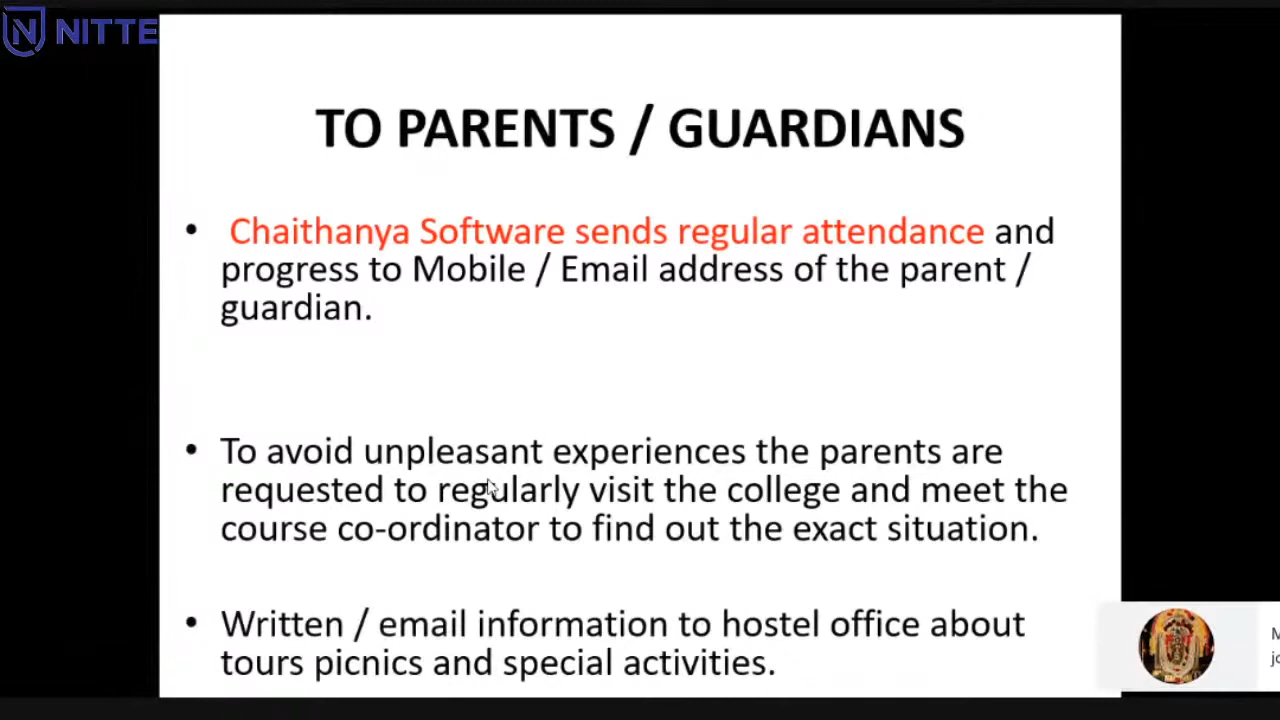 NITTE
TO PARENTS / GUARDIANS
• Chaithanya Software sends regular attendance and
progress to Mobile / Email address of the parent /
guardian.
• To avoid unpleasant experiences the parents are
requested to regularly visit the college and meet the
course co-ordinator to find out the exact situation.
• Written / email information to hostel office about
tours picnics and special activities.